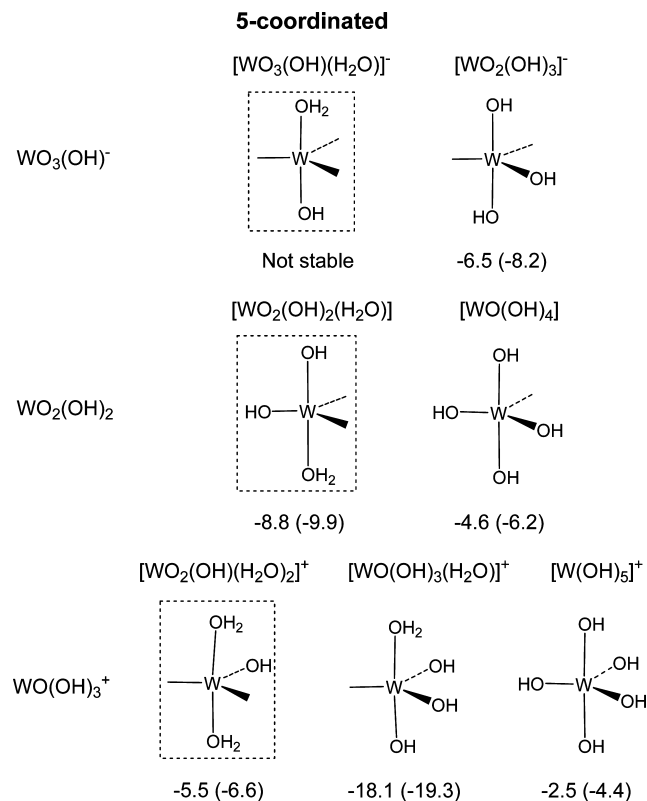 5-coordinated
[WO₃(OH)(H₂O)]⁻ [WO₂(OH)₃]⁻
OH₂ OH
WO₃(OH)⁻ W W OH
OH HO
Not stable -6.5 (-8.2)
[WO₂(OH)₂(H₂O)] [WO(OH)₄]
OH OH
WO₂(OH)₂ HO W HO W OH
OH₂ OH
-8.8 (-9.9) -4.6 (-6.2)
[WO₂(OH)(H₂O)₂]⁺ [WO(OH)₃(H₂O)]⁺ [W(OH)₅]⁺
OH₂ OH₂ OH
OH OH OH
WO(OH)₃⁺ W W OH HO W OH
OH₂ OH OH
-5.5 (-6.6) -18.1 (-19.3) -2.5 (-4.4)